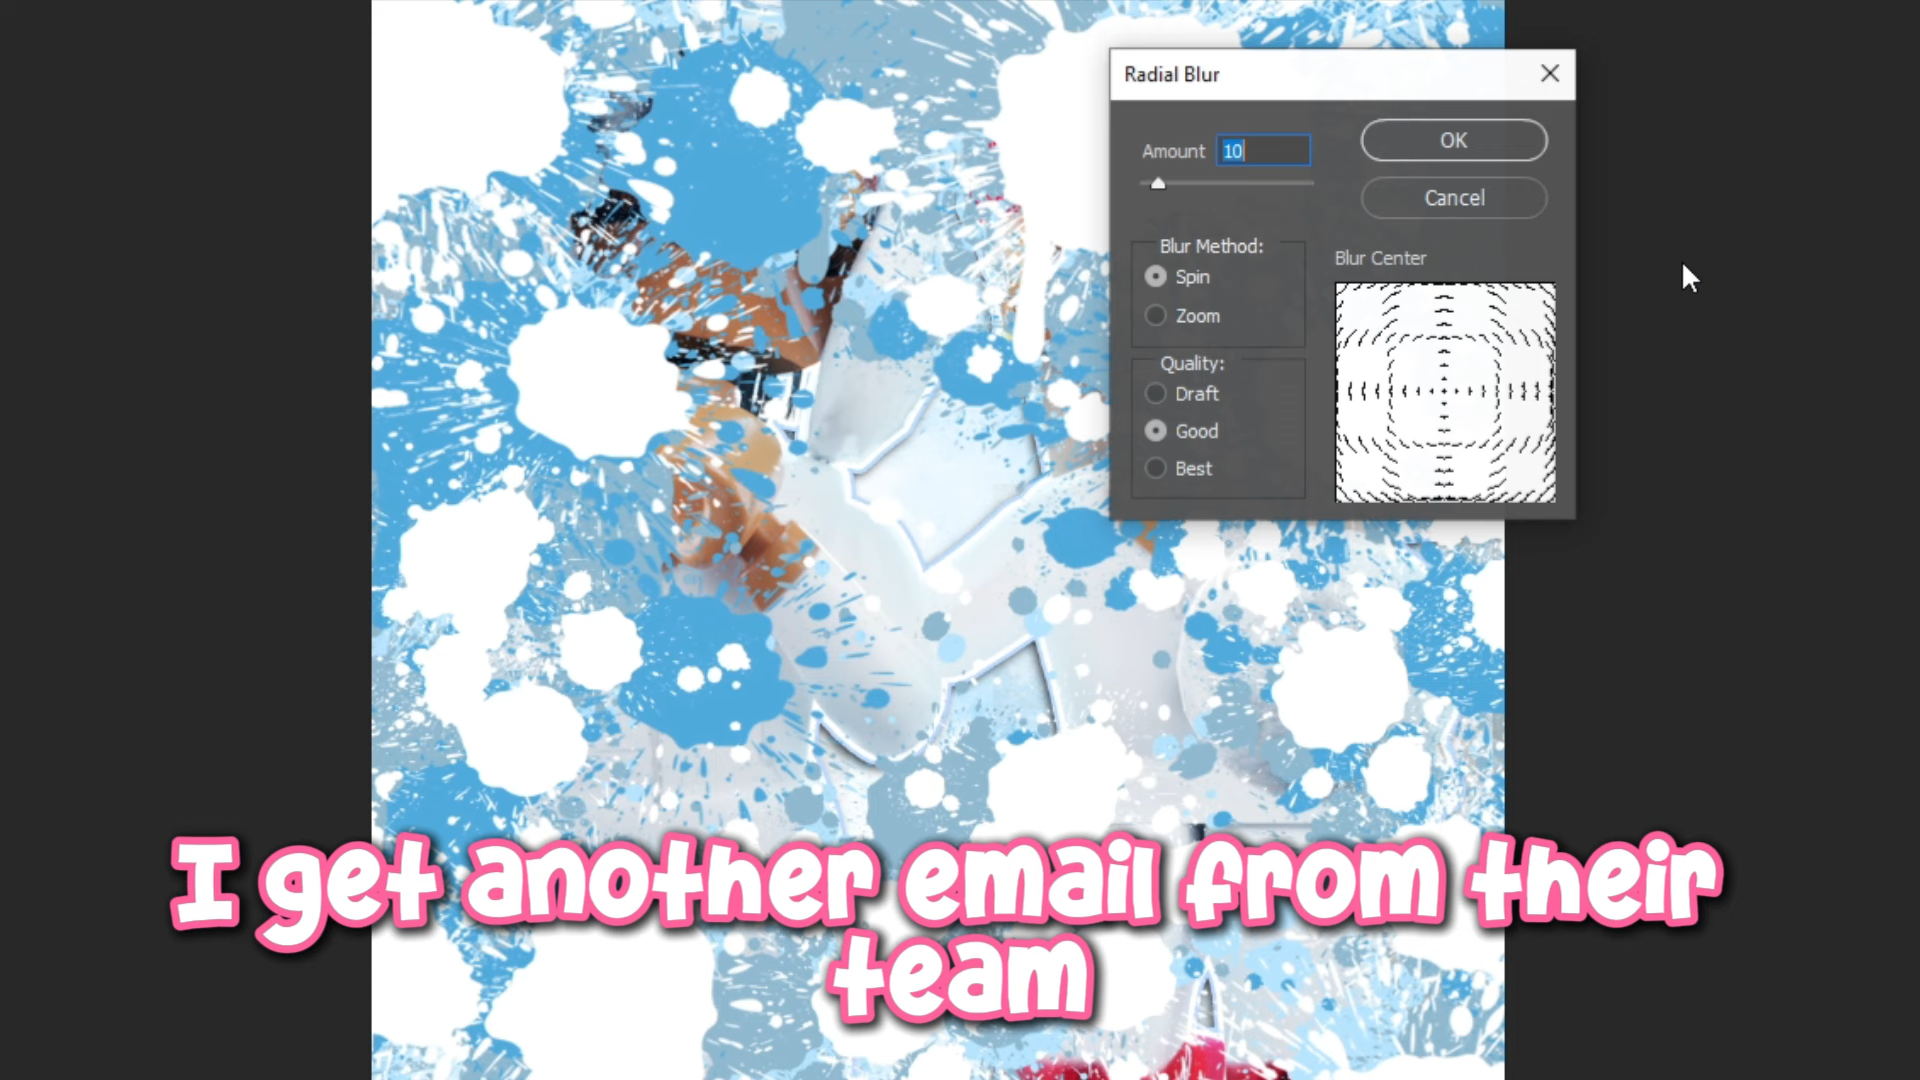 Radial Blur
Amount 10
OK
Cancel
Blur Method:
Spin
Zoom
Blur Center
Quality:
Draft
Good
Best
I get another email from their
team